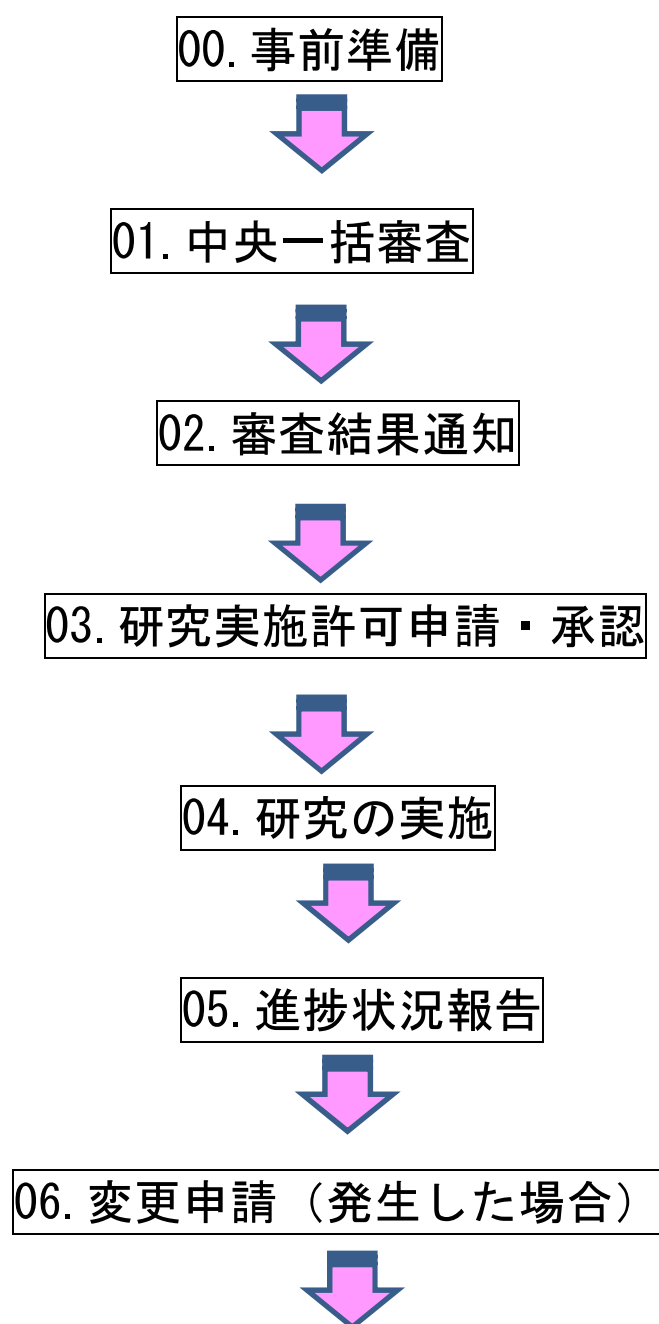 00. 事前準備
01. 中央一括審査
02. 審査結果通知
03. 研究実施許可申請・承認
04. 研究の実施
05. 進捗状況報告
06. 変更申請（発生した場合）